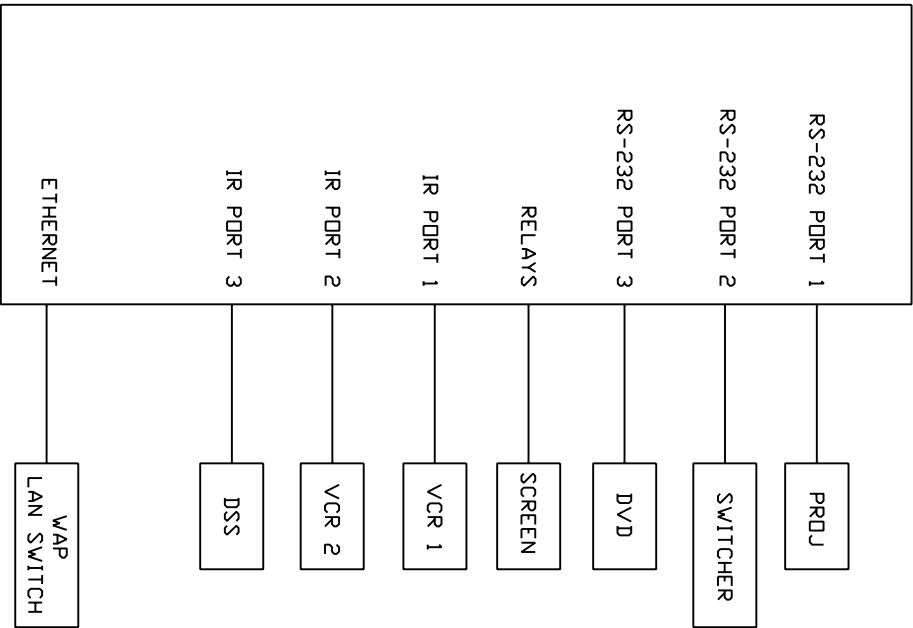 RS-232 PORT 1
RS-232 PORT 2
RS-232 PORT 3
RELAYS
IR PORT 1
IR PORT 2
IR PORT 3
ETHERNET
PROJ
SWITCHER
DVD
SCREEN
VCR 1
VCR 2
DSS
WAP
LAN SWITCH